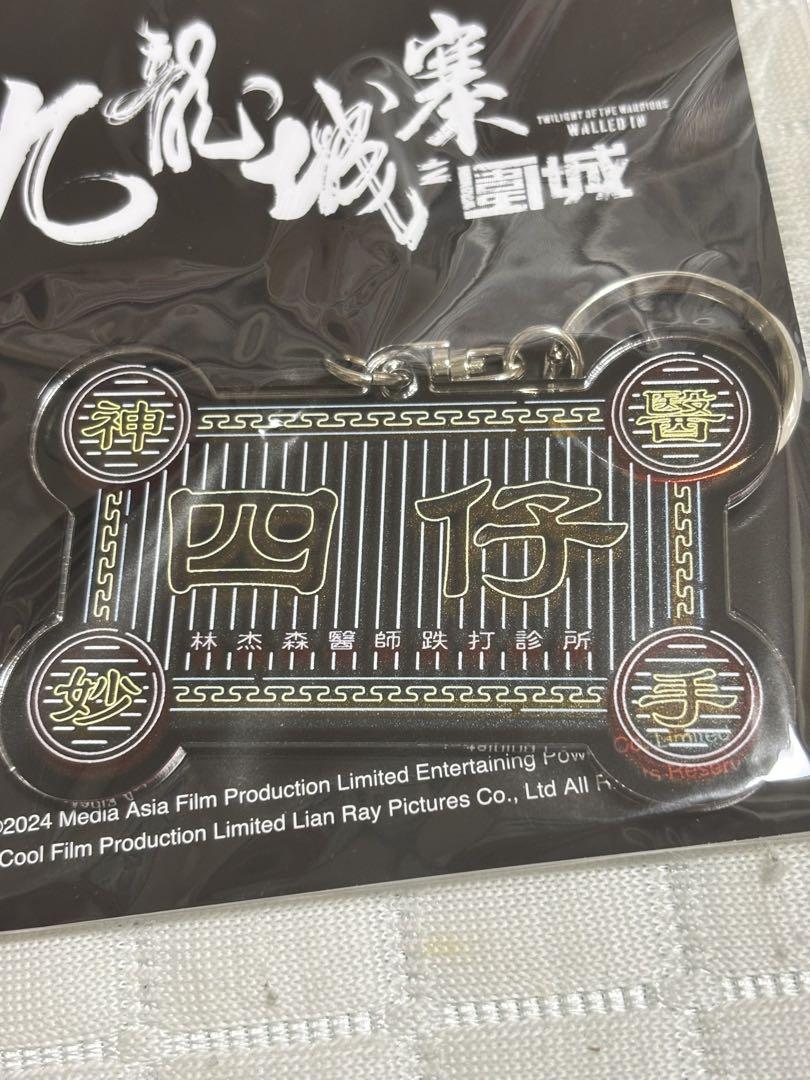 九龍城寨
TWILIGHT OF THE WARRIORS
WALLED IN
之圍城
神 醫
四仔
林杰森醫師跌打診所
妙 手
©2024 Media Asia Film Production Limited Entertaining Pow
Cool Film Production Limited Lian Ray Pictures Co., Ltd All R